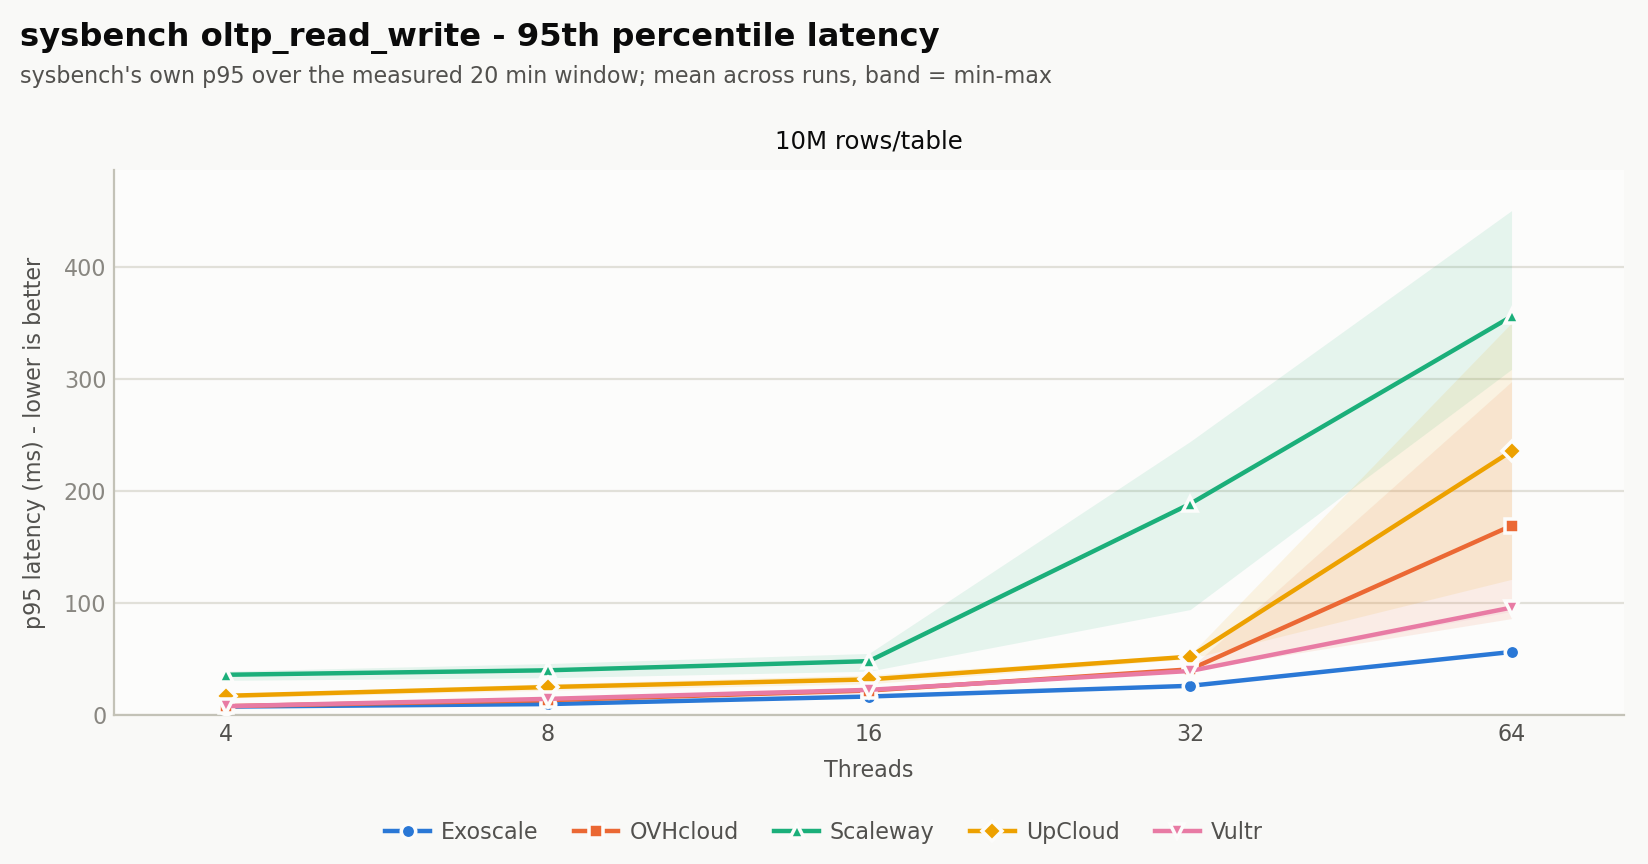 sysbench oltp_read_write - 95th percentile latency
sysbench's own p95 over the measured 20 min window; mean across runs, band = min-max
10M rows/table
p95 latency (ms) - lower is better
400
300
200
100
0
4 8 16 32 64
Threads
Exoscale OVHcloud Scaleway UpCloud Vultr